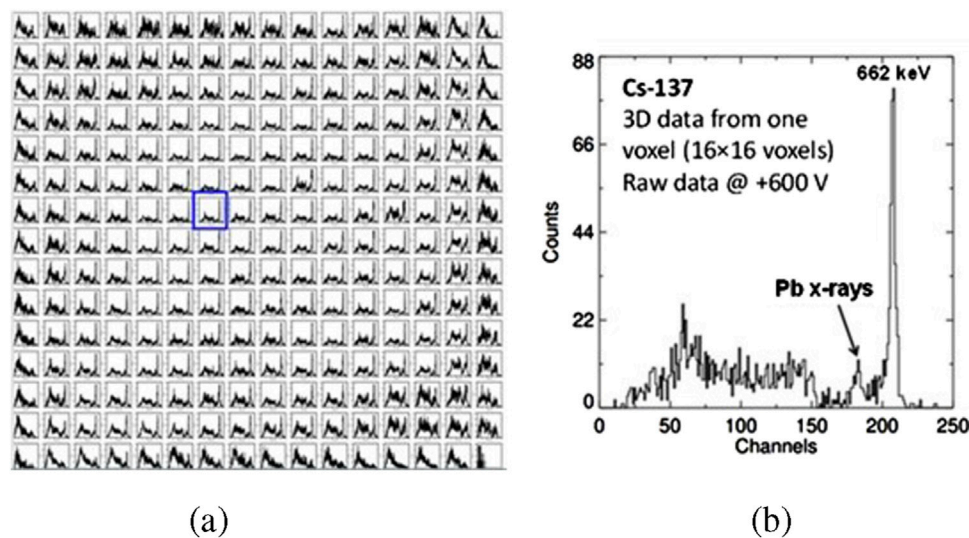 88
66
44
22
0
Counts
Cs-137
3D data from one
voxel (16×16 voxels)
Raw data @ +600 V
662 keV
Pb x-rays
0 50 100 150 200 250
Channels
(a) (b)